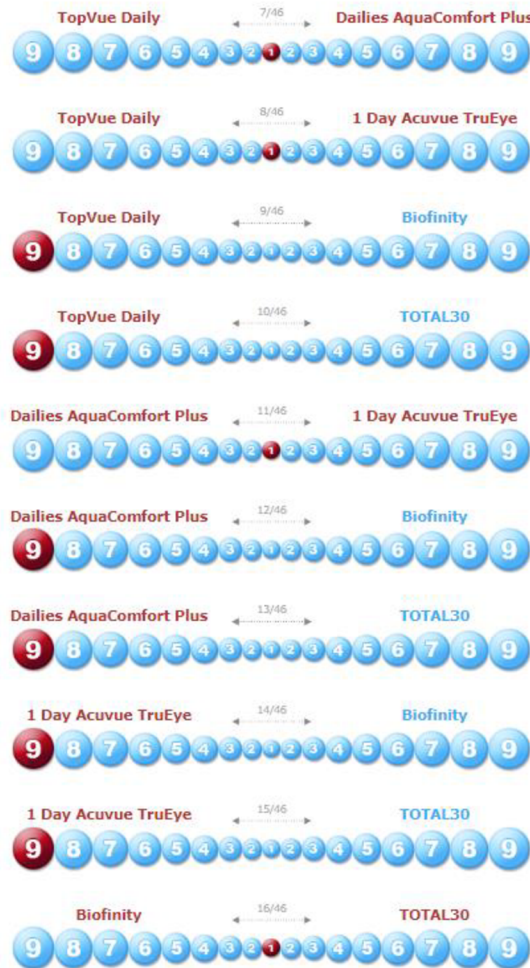 TopVue Daily 7/46 Dailies AquaComfort Plus
9 8 7 6 5 4 3 2 1 2 3 4 5 6 7 8 9
TopVue Daily 8/46 1 Day Acuvue TruEye
9 8 7 6 5 4 3 2 1 2 3 4 5 6 7 8 9
TopVue Daily 9/46 Biofinity
9 8 7 6 5 4 3 2 1 2 3 4 5 6 7 8 9
TopVue Daily 10/46 TOTAL30
9 8 7 6 5 4 3 2 1 2 3 4 5 6 7 8 9
Dailies AquaComfort Plus 11/46 1 Day Acuvue TruEye
9 8 7 6 5 4 3 2 1 2 3 4 5 6 7 8 9
Dailies AquaComfort Plus 12/46 Biofinity
9 8 7 6 5 4 3 2 1 2 3 4 5 6 7 8 9
Dailies AquaComfort Plus 13/46 TOTAL30
9 8 7 6 5 4 3 2 1 2 3 4 5 6 7 8 9
1 Day Acuvue TruEye 14/46 Biofinity
9 8 7 6 5 4 3 2 1 2 3 4 5 6 7 8 9
1 Day Acuvue TruEye 15/46 TOTAL30
9 8 7 6 5 4 3 2 1 2 3 4 5 6 7 8 9
Biofinity 16/46 TOTAL30
9 8 7 6 5 4 3 2 1 2 3 4 5 6 7 8 9